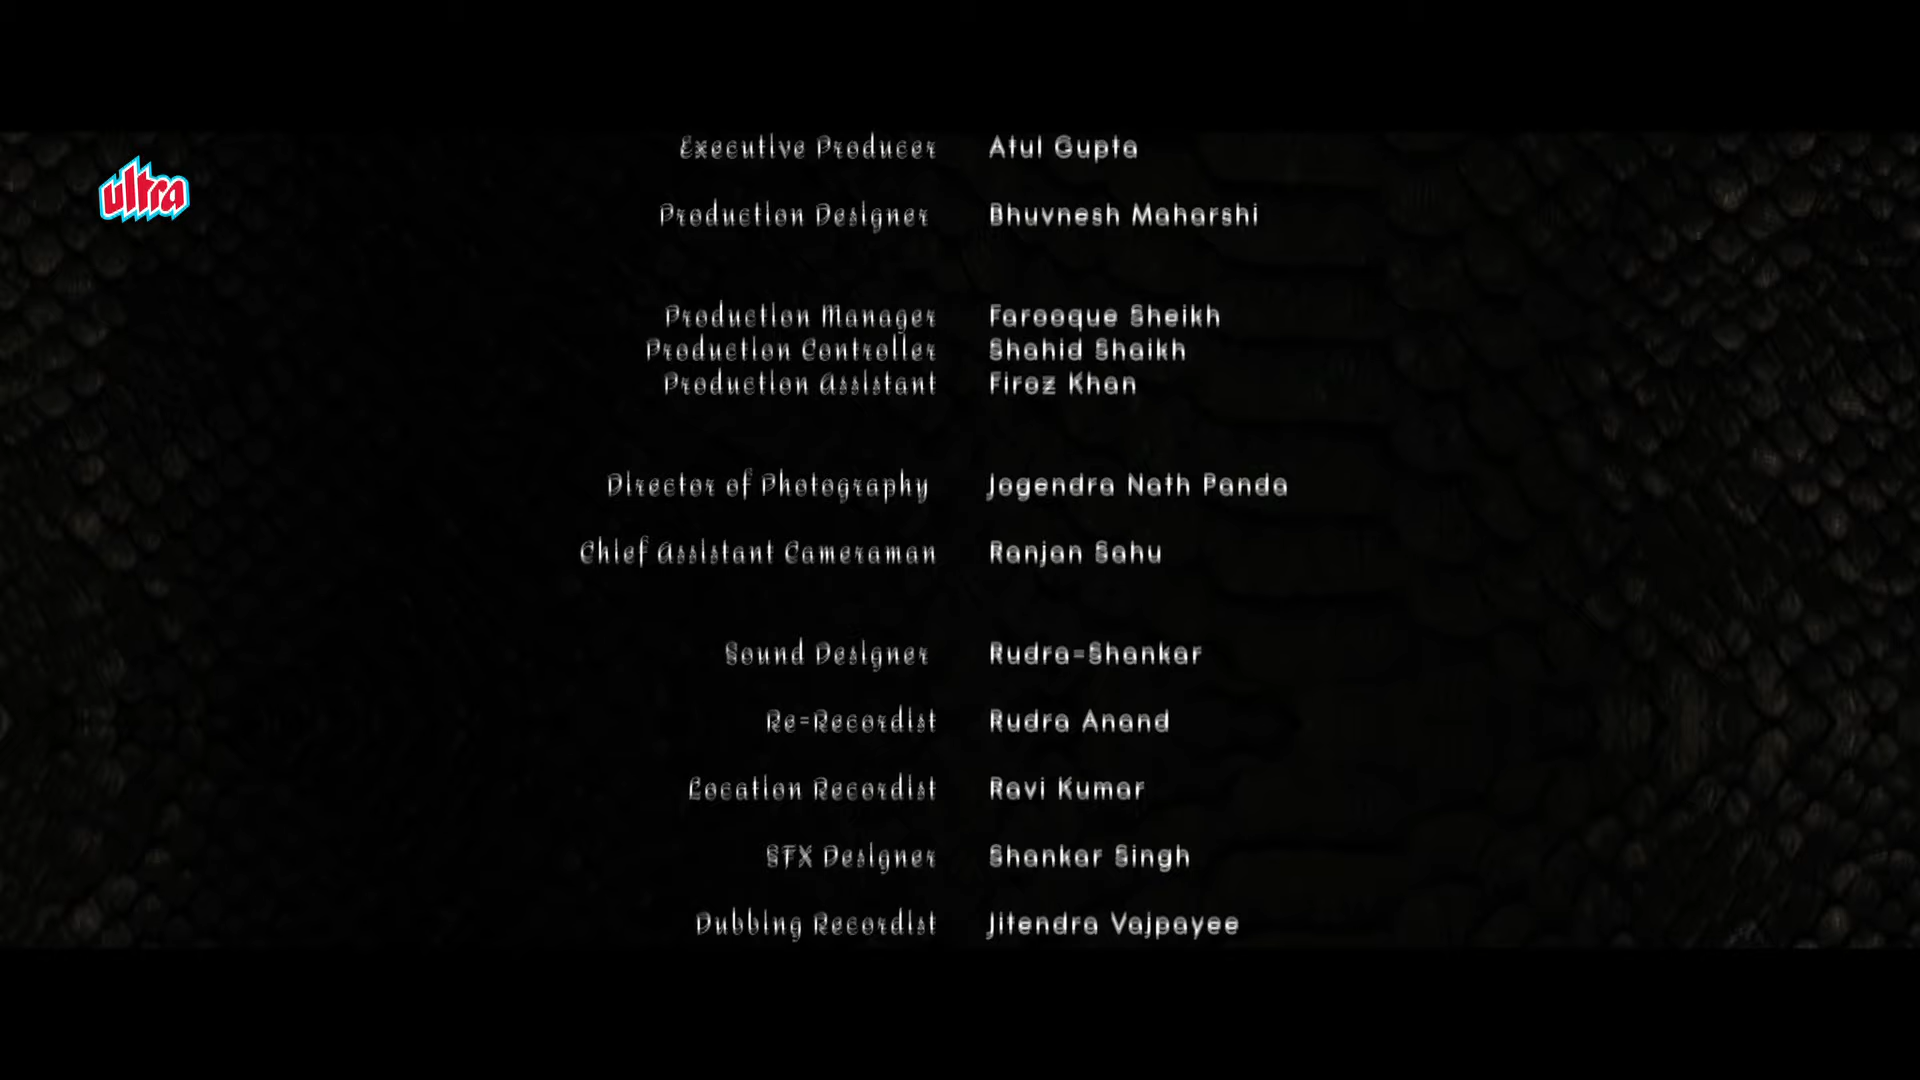 ultra
Executive Producer Atul Gupta
Production Designer Bhuvnesh Maharshi
Production Manager Farooque Sheikh
Production Controller Shahid Shaikh
Production Assistant Firoz Khan
Director of Photography Jogendra Nath Panda
Chief Assistant Cameraman Ranjan Sahu
Sound Designer Rudra-Shankar
Re-Recordist Rudra Anand
Location Recordist Ravi Kumar
SFX Designer Shankar Singh
Dubbing Recordist Jitendra Vajpayee